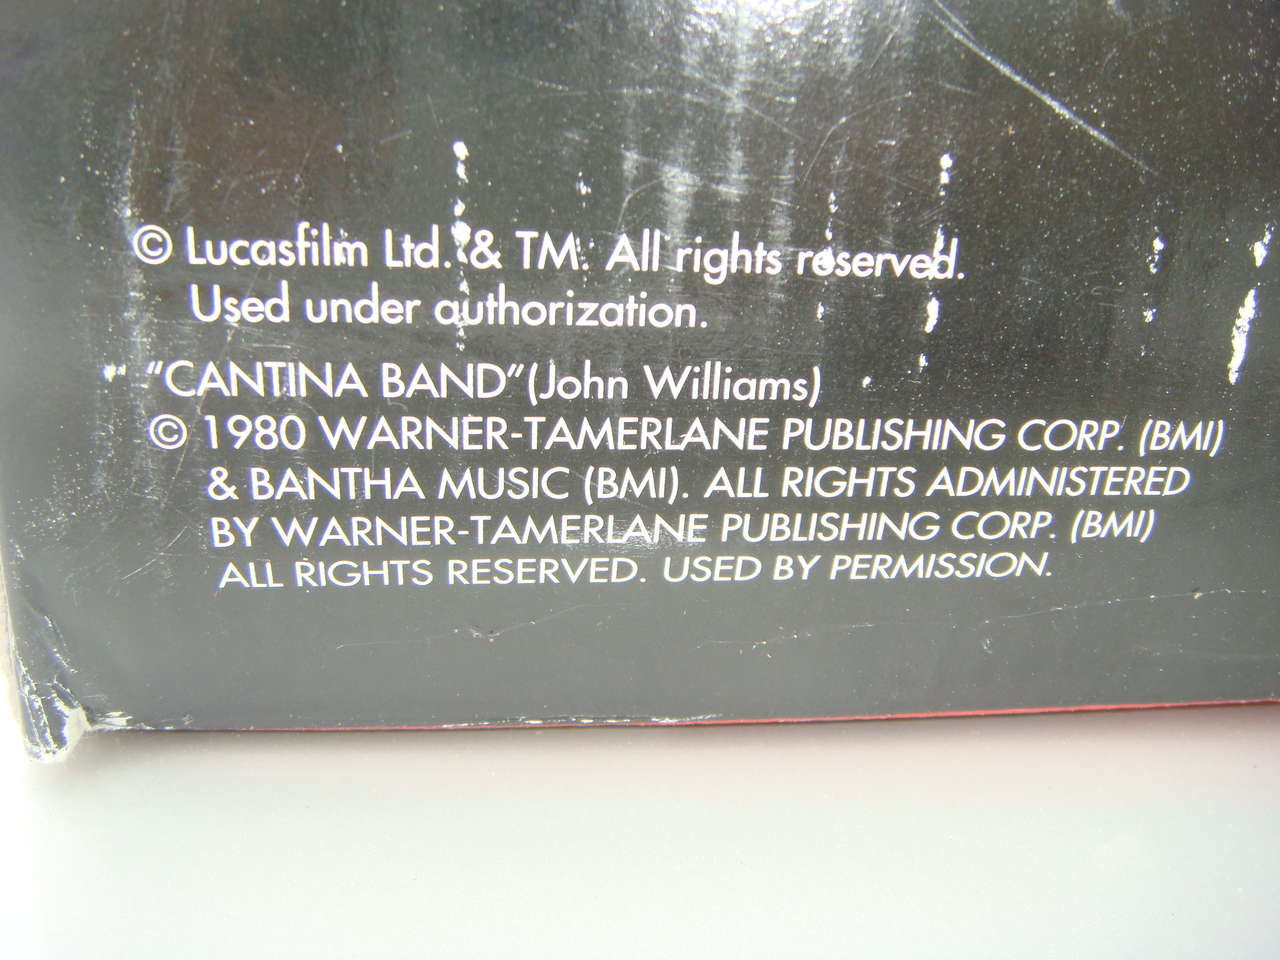 © Lucasfilm Ltd. & TM. All rights reserved.
Used under authorization.
“CANTINA BAND” (John Williams)
© 1980 WARNER-TAMERLANE PUBLISHING CORP. (BMI)
& BANTHA MUSIC (BMI). ALL RIGHTS ADMINISTERED
BY WARNER-TAMERLANE PUBLISHING CORP. (BMI)
ALL RIGHTS RESERVED. USED BY PERMISSION.